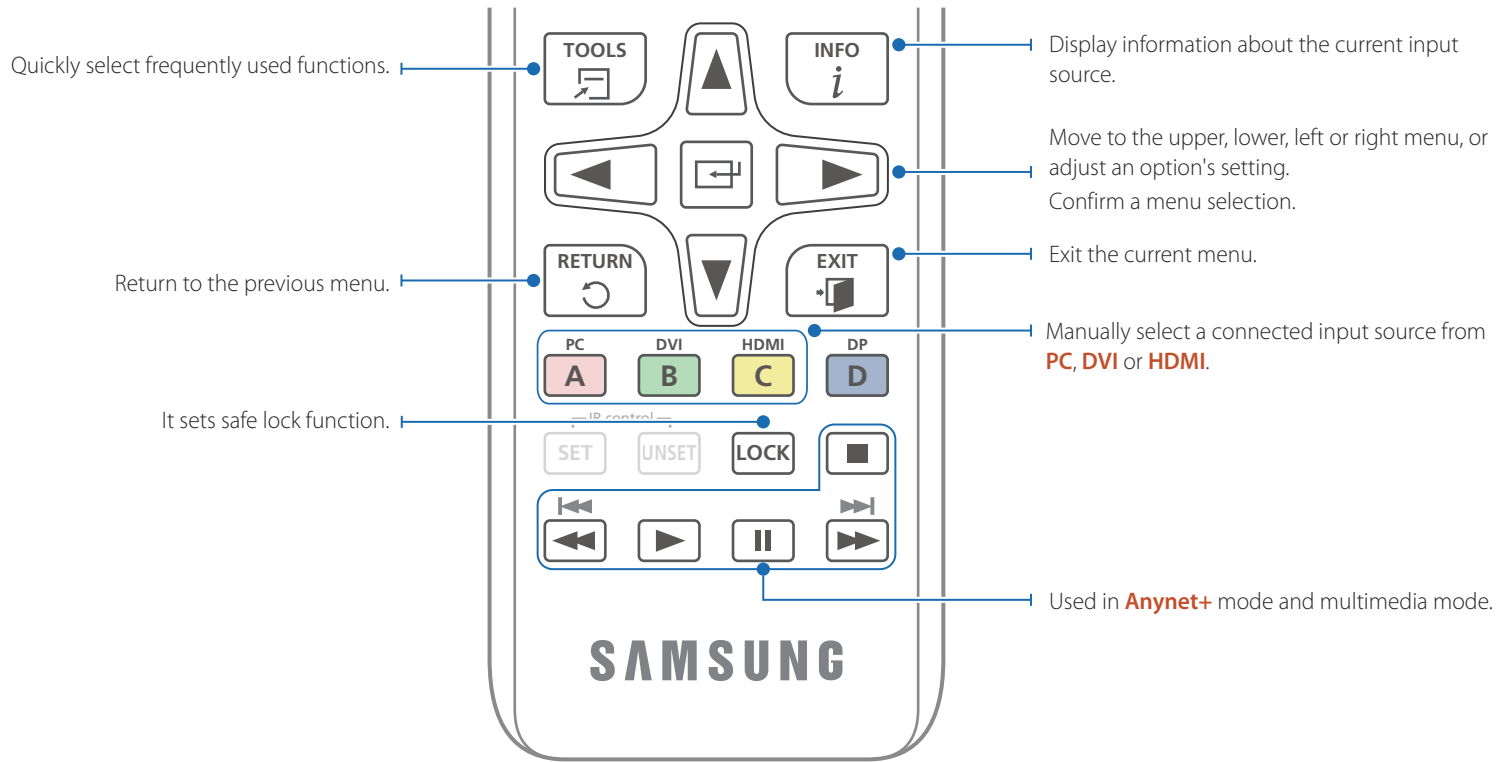 TOOLS
INFO
i
Quickly select frequently used functions.
Display information about the current input
source.
Move to the upper, lower, left or right menu, or
adjust an option's setting.
Confirm a menu selection.
RETURN
EXIT
Return to the previous menu.
Exit the current menu.
PC
DVI
HDMI
DP
A
B
C
D
Manually select a connected input source from
PC, DVI or HDMI.
It sets safe lock function.
IR control
SET
UNSET
LOCK
Used in Anynet+ mode and multimedia mode.
SAMSUNG